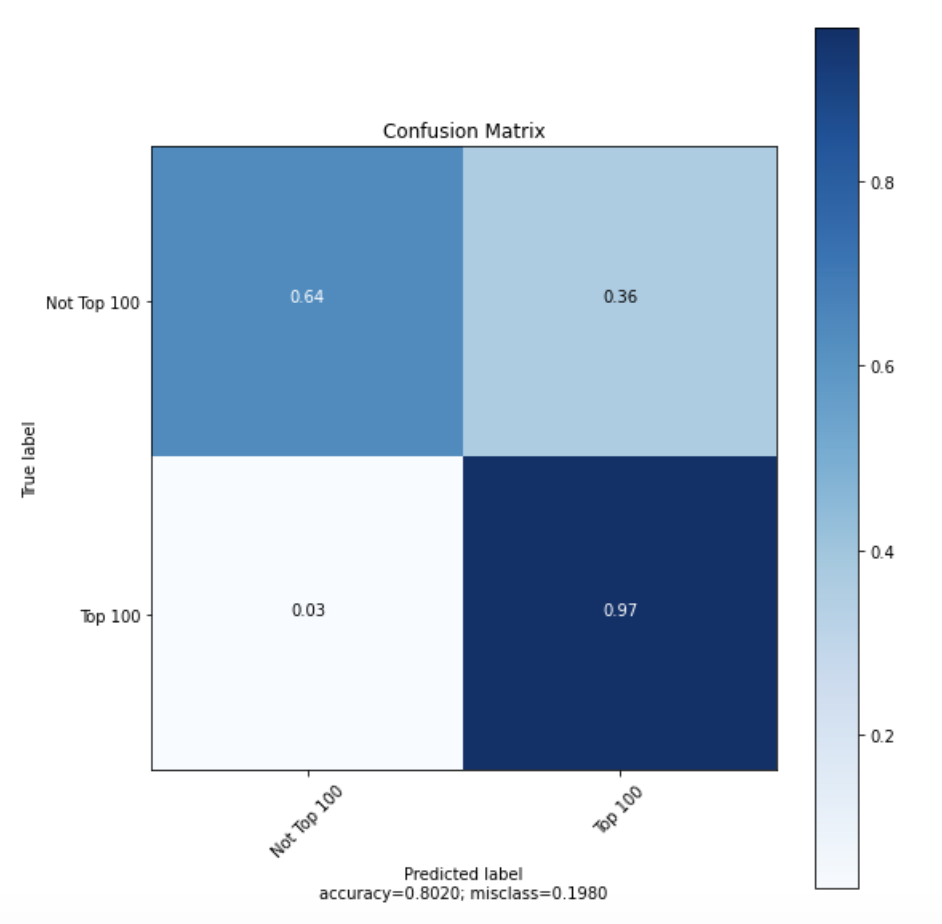 Confusion Matrix
Not Top 100
0.64
0.36
Top 100
0.03
0.97
True label
Not Top 100
Top 100
Predicted label
accuracy=0.8020; misclass=0.1980
0.8
0.6
0.4
0.2